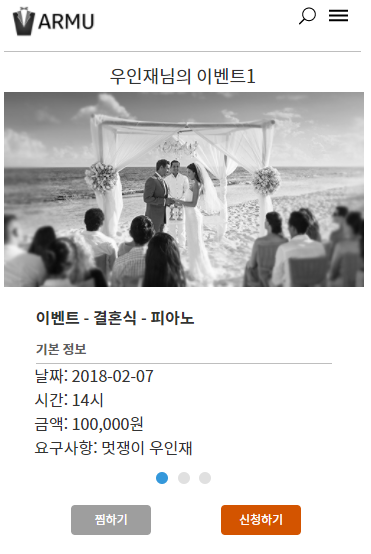 ARMU
우인재님의 이벤트1
이벤트 - 결혼식 - 피아노
기본 정보
날짜: 2018-02-07
시간: 14시
금액: 100,000원
요구사항: 멋쟁이 우인재
찜하기
신청하기